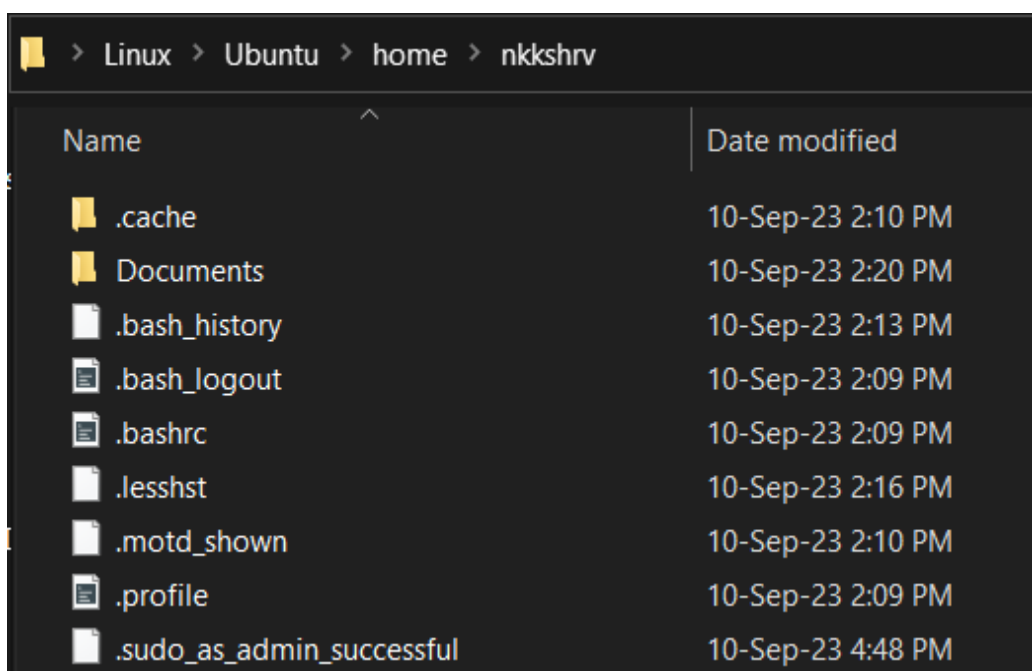 > Linux > Ubuntu > home > nkkshrv
Name Date modified
.cache 10-Sep-23 2:10 PM
Documents 10-Sep-23 2:20 PM
.bash_history 10-Sep-23 2:13 PM
.bash_logout 10-Sep-23 2:09 PM
.bashrc 10-Sep-23 2:09 PM
.lesshst 10-Sep-23 2:16 PM
.motd_shown 10-Sep-23 2:10 PM
.profile 10-Sep-23 2:09 PM
.sudo_as_admin_successful 10-Sep-23 4:48 PM